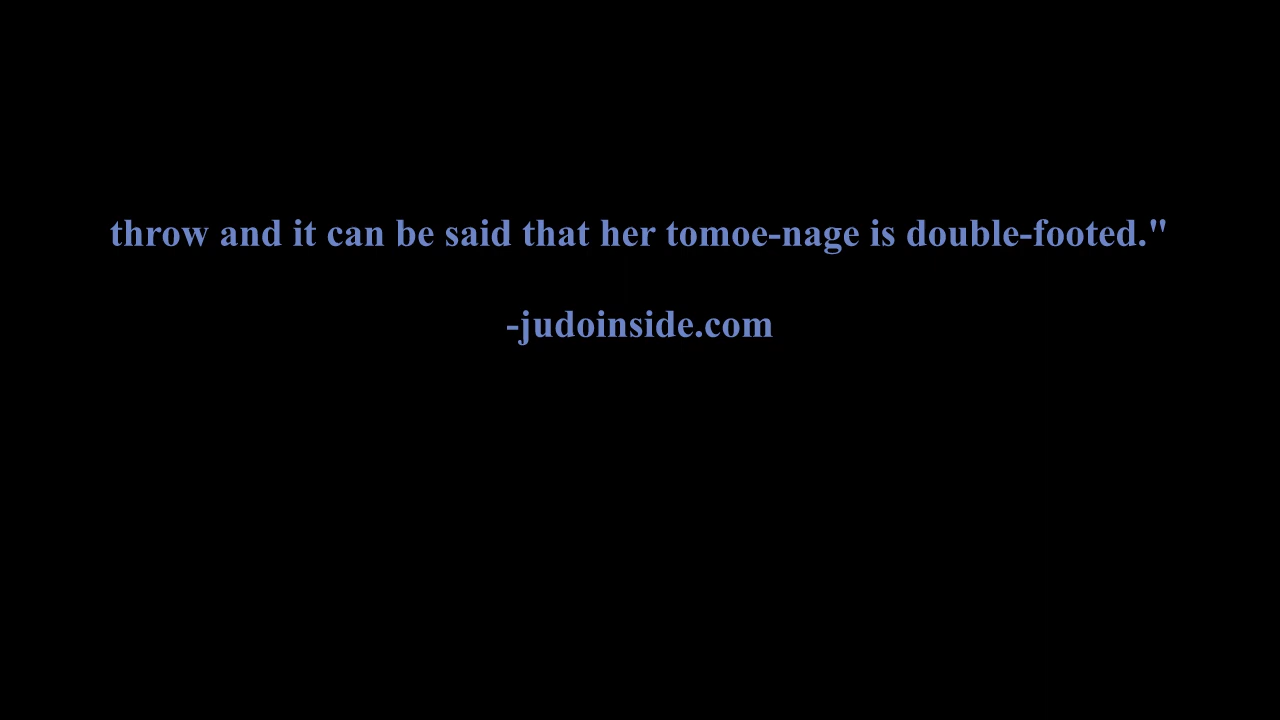 throw and it can be said that her tomoe-nage is double-footed."
-judoinside.com